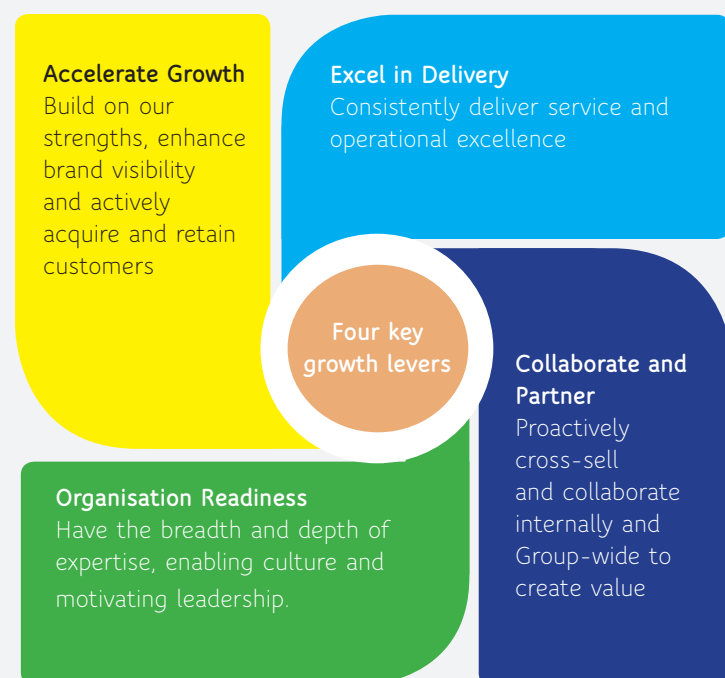 Accelerate Growth
Build on our
strengths, enhance
brand visibility
and actively
acquire and retain
customers
Excel in Delivery
Consistently deliver service and
operational excellence
Four key
growth levers
Collaborate and
Partner
Proactively
cross-sell
and collaborate
internally and
Group-wide to
create value
Organisation Readiness
Have the breadth and depth of
expertise, enabling culture and
motivating leadership.